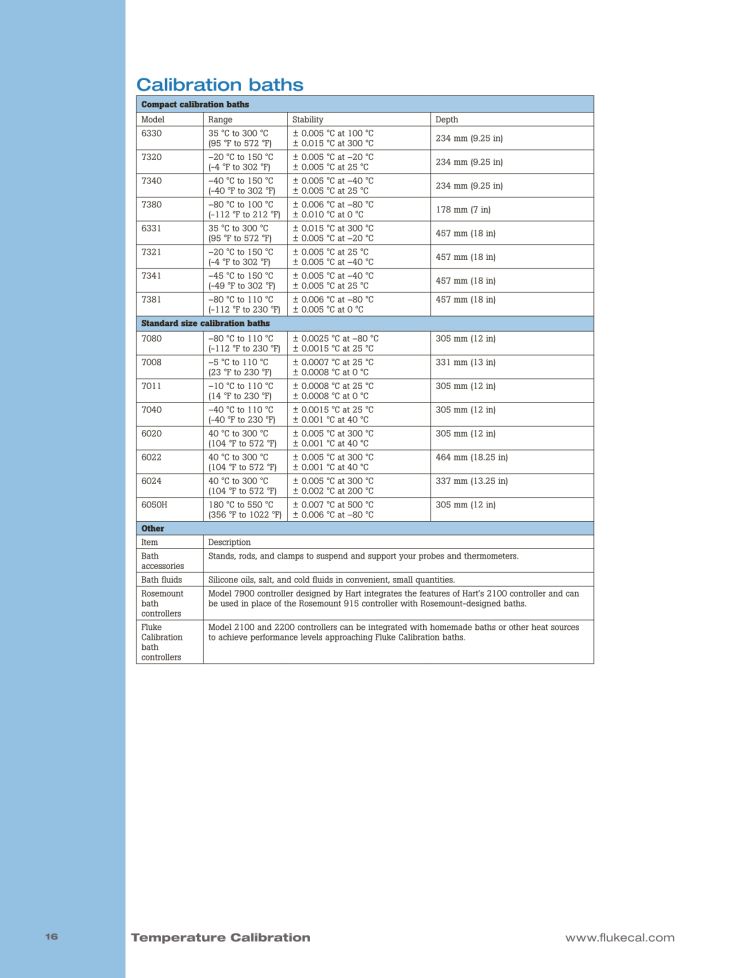 Calibration baths
Compact calibration baths
Model Range Stability Depth
6330 35 °C to 300 °C ± 0.005 °C at 100 °C 234 mm (9.25 in)
(95 °F to 572 °F) ± 0.015 °C at 300 °C
7320 –20 °C to 150 °C ± 0.005 °C at –20 °C 234 mm (9.25 in)
(–4 °F to 302 °F) ± 0.005 °C at 25 °C
7340 –40 °C to 150 °C ± 0.005 °C at –40 °C 234 mm (9.25 in)
(–40 °F to 302 °F) ± 0.005 °C at 25 °C
7380 –80 °C to 100 °C ± 0.006 °C at –80 °C 178 mm (7 in)
(–112 °F to 212 °F) ± 0.010 °C at 0 °C
6331 35 °C to 300 °C ± 0.015 °C at 300 °C 457 mm (18 in)
(95 °F to 572 °F) ± 0.005 °C at –20 °C
7321 –20 °C to 150 °C ± 0.005 °C at 25 °C 457 mm (18 in)
(–4 °F to 302 °F) ± 0.005 °C at –40 °C
7341 –45 °C to 150 °C ± 0.005 °C at –40 °C 457 mm (18 in)
(–49 °F to 302 °F) ± 0.005 °C at 25 °C
7381 –80 °C to 110 °C ± 0.006 °C at –80 °C 457 mm (18 in)
(–112 °F to 230 °F) ± 0.005 °C at 0 °C
Standard size calibration baths
7080 –80 °C to 110 °C ± 0.0025 °C at –80 °C 305 mm (12 in)
(–112 °F to 230 °F) ± 0.0015 °C at 25 °C
7008 –5 °C to 110 °C ± 0.0007 °C at 25 °C 331 mm (13 in)
(23 °F to 230 °F) ± 0.0008 °C at 0 °C
7011 –10 °C to 110 °C ± 0.0008 °C at 25 °C 305 mm (12 in)
(14 °F to 230 °F) ± 0.0008 °C at 0 °C
7040 –40 °C to 110 °C ± 0.0015 °C at 25 °C 305 mm (12 in)
(–40 °F to 230 °F) ± 0.001 °C at 40 °C
6020 40 °C to 300 °C ± 0.005 °C at 300 °C 305 mm (12 in)
(104 °F to 572 °F) ± 0.001 °C at 40 °C
6022 40 °C to 300 °C ± 0.005 °C at 300 °C 464 mm (18.25 in)
(104 °F to 572 °F) ± 0.001 °C at 40 °C
6024 40 °C to 300 °C ± 0.005 °C at 300 °C 337 mm (13.25 in)
(104 °F to 572 °F) ± 0.002 °C at 200 °C
6050H 180 °C to 550 °C ± 0.007 °C at 500 °C 305 mm (12 in)
(356 °F to 1022 °F) ± 0.006 °C at –80 °C
Other
Item Description
Bath Stands, rods, and clamps to suspend and support your probes and thermometers.
accessories
Bath fluids Silicone oils, salt, and cold fluids in convenient, small quantities.
Rosemount Model 7900 controller designed by Hart integrates the features of Hart's 2100 controller and can
bath be used in place of the Rosemount 915 controller with Rosemount-designed baths.
controllers
Fluke Model 2100 and 2200 controllers can be integrated with homemade baths or other heat sources
Calibration to achieve performance levels approaching Fluke Calibration baths.
bath
controllers
16 Temperature Calibration www.flukecal.com